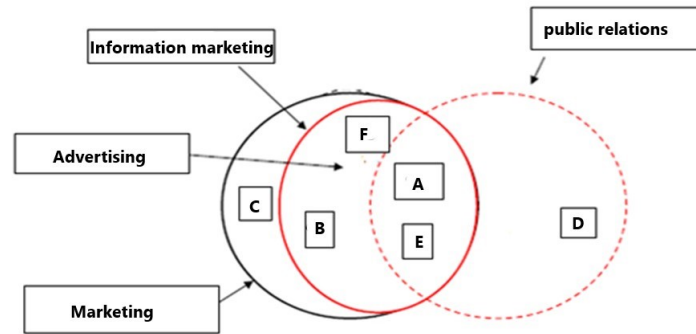 public relations
Information marketing
F
Advertising
A
C
B
E
D
Marketing